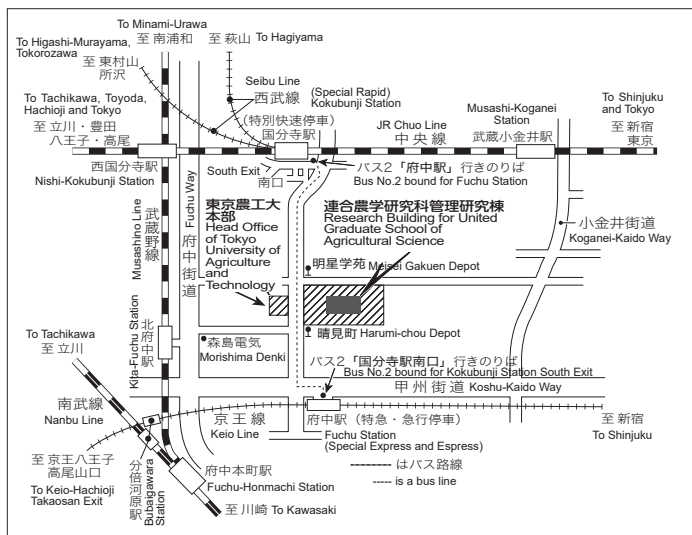 To Minami-Urawa
至 南浦和
至 萩山 To Hagiyama
To Higashi-Murayama,
Tokorozawa
至 東村山
所沢
Seibu Line
西武線
(Special Rapid)
Kokubunji Station
(特別快速停車)
国分寺駅
To Tachikawa, Toyoda,
Hachioji and Tokyo
至 立川・豊田
八王子・高尾
JR Chuo Line
中央線
Musashi-Koganei
Station
武蔵小金井駅
To Shinjuku
and Tokyo
至 新宿
東京
西国分寺駅
Nishi-Kokubunji Station
South Exit
南口
バス2「府中駅」行きのりば
Bus No.2 bound for Fuchu Station
Musashino Line
武蔵野線
Fuchu Way
府中街道
東京農工大
本部
Head Office
of Tokyo
University of
Agriculture
and
Technology
連合農学研究科管理研究棟
Research Building for United
Graduate School of
Agricultural Science
小金井街道
Koganei-Kaido Way
明星学苑 Meisei Gakuen Depot
晴見町 Harumi-chou Depot
Kita-Fuchu Station
北府中駅
森島電気
Morishima Denki
バス2「国分寺駅南口」行きのりば
Bus No.2 bound for Kokubunji Station South Exit
甲州街道 Koshu-Kaido Way
To Tachikawa
至 立川
南武線
Nanbu Line
京王線
Keio Line
府中駅（特急・急行停車）
Fuchu Station
(Special Express and Espress)
至 新宿
To Shinjuku
至 京王八王子
高尾山口
To Keio-Hachioji
Takaosan Exit
分倍河原駅
Bubaigawara
Station
府中本町駅
Fuchu-Honmachi Station
至 川崎 To Kawasaki
はバス路線
is a bus line